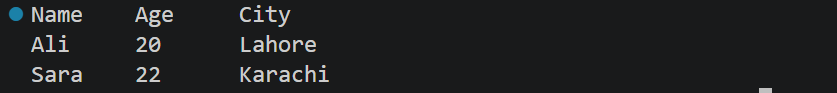 Name    Age     City
Ali     20      Lahore
Sara    22      Karachi